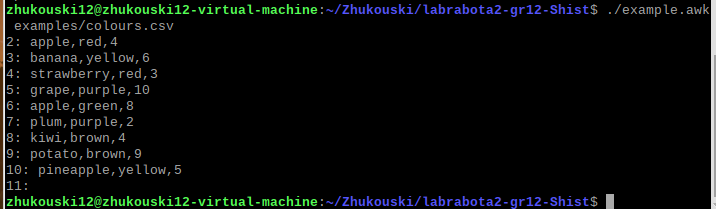 zhukouski12@zhukouski12-virtual-machine:~/Zhukouski/labrabota2-gr12-Shist$ ./example.awk
examples/colours.csv
2: apple,red,4
3: banana,yellow,6
4: strawberry,red,3
5: grape,purple,10
6: apple,green,8
7: plum,purple,2
8: kiwi,brown,4
9: potato,brown,9
10: pineapple,yellow,5
11:
zhukouski12@zhukouski12-virtual-machine:~/Zhukouski/labrabota2-gr12-Shist$